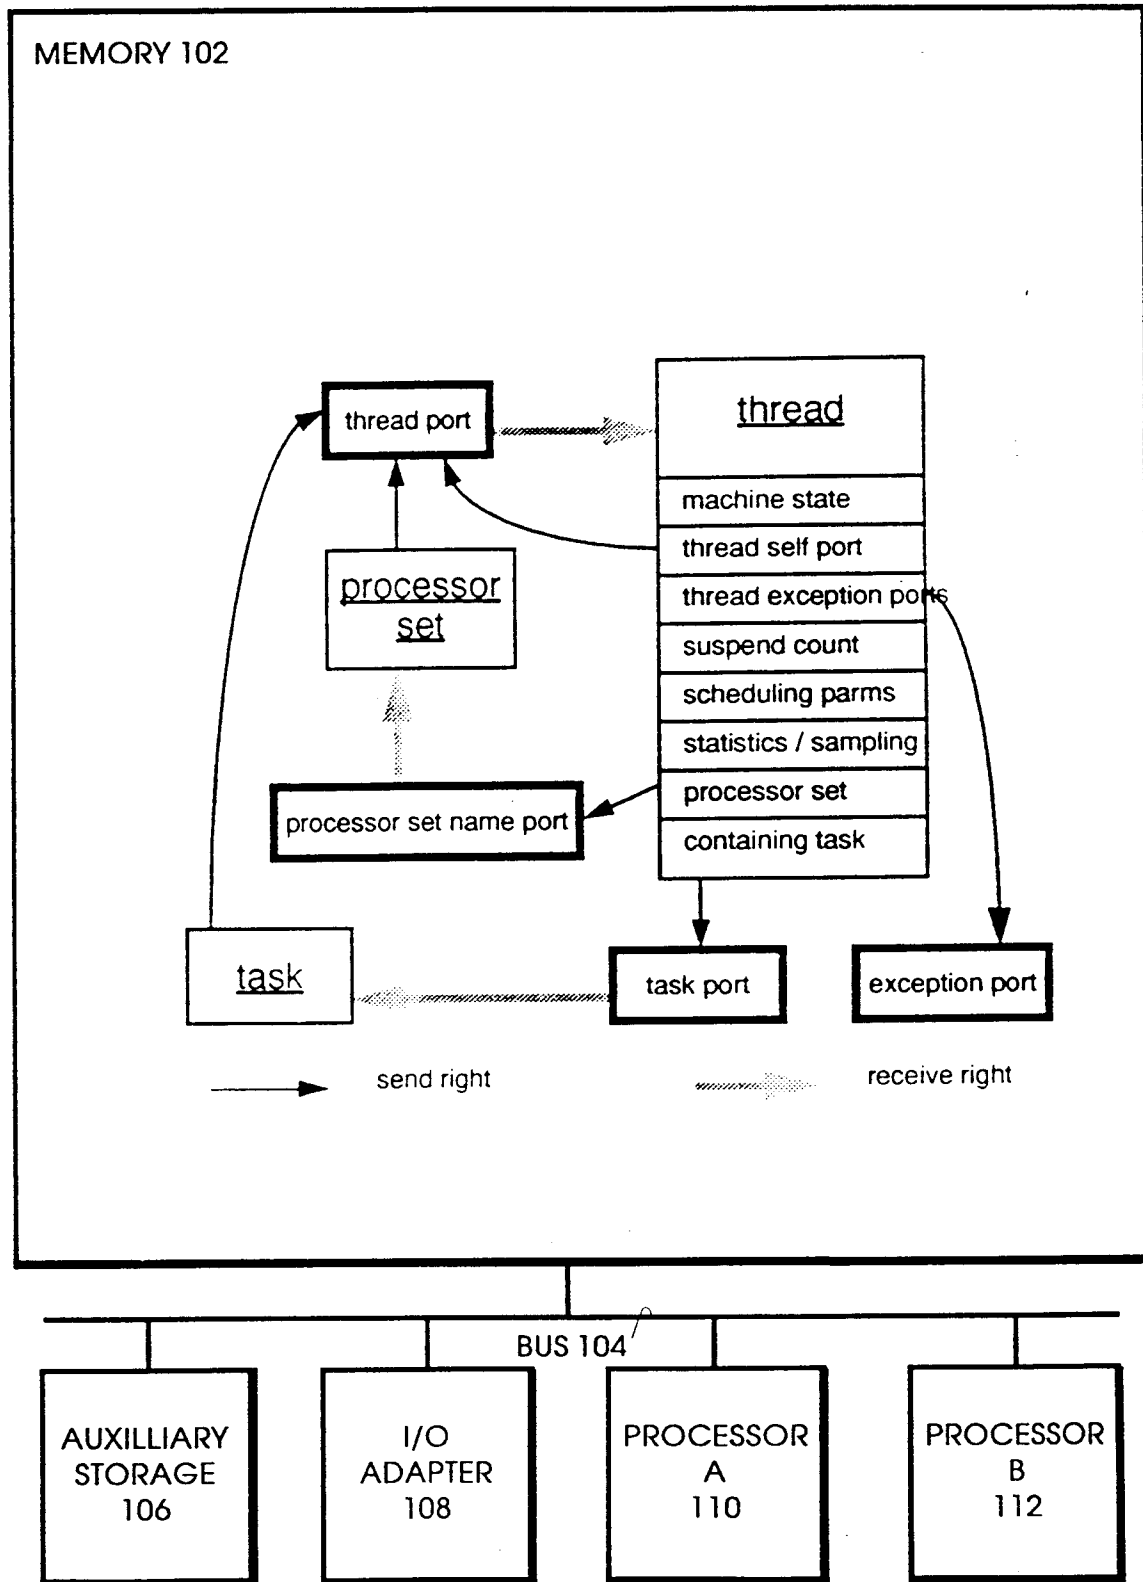 MEMORY 102
thread port
thread
machine state
thread self port
thread exception ports
suspend count
scheduling parms
statistics / sampling
processor set
containing task
processor
set
processor set name port
task
task port
exception port
send right
receive right
BUS 104
AUXILLIARY
STORAGE
106
I/O
ADAPTER
108
PROCESSOR
A
110
PROCESSOR
B
112